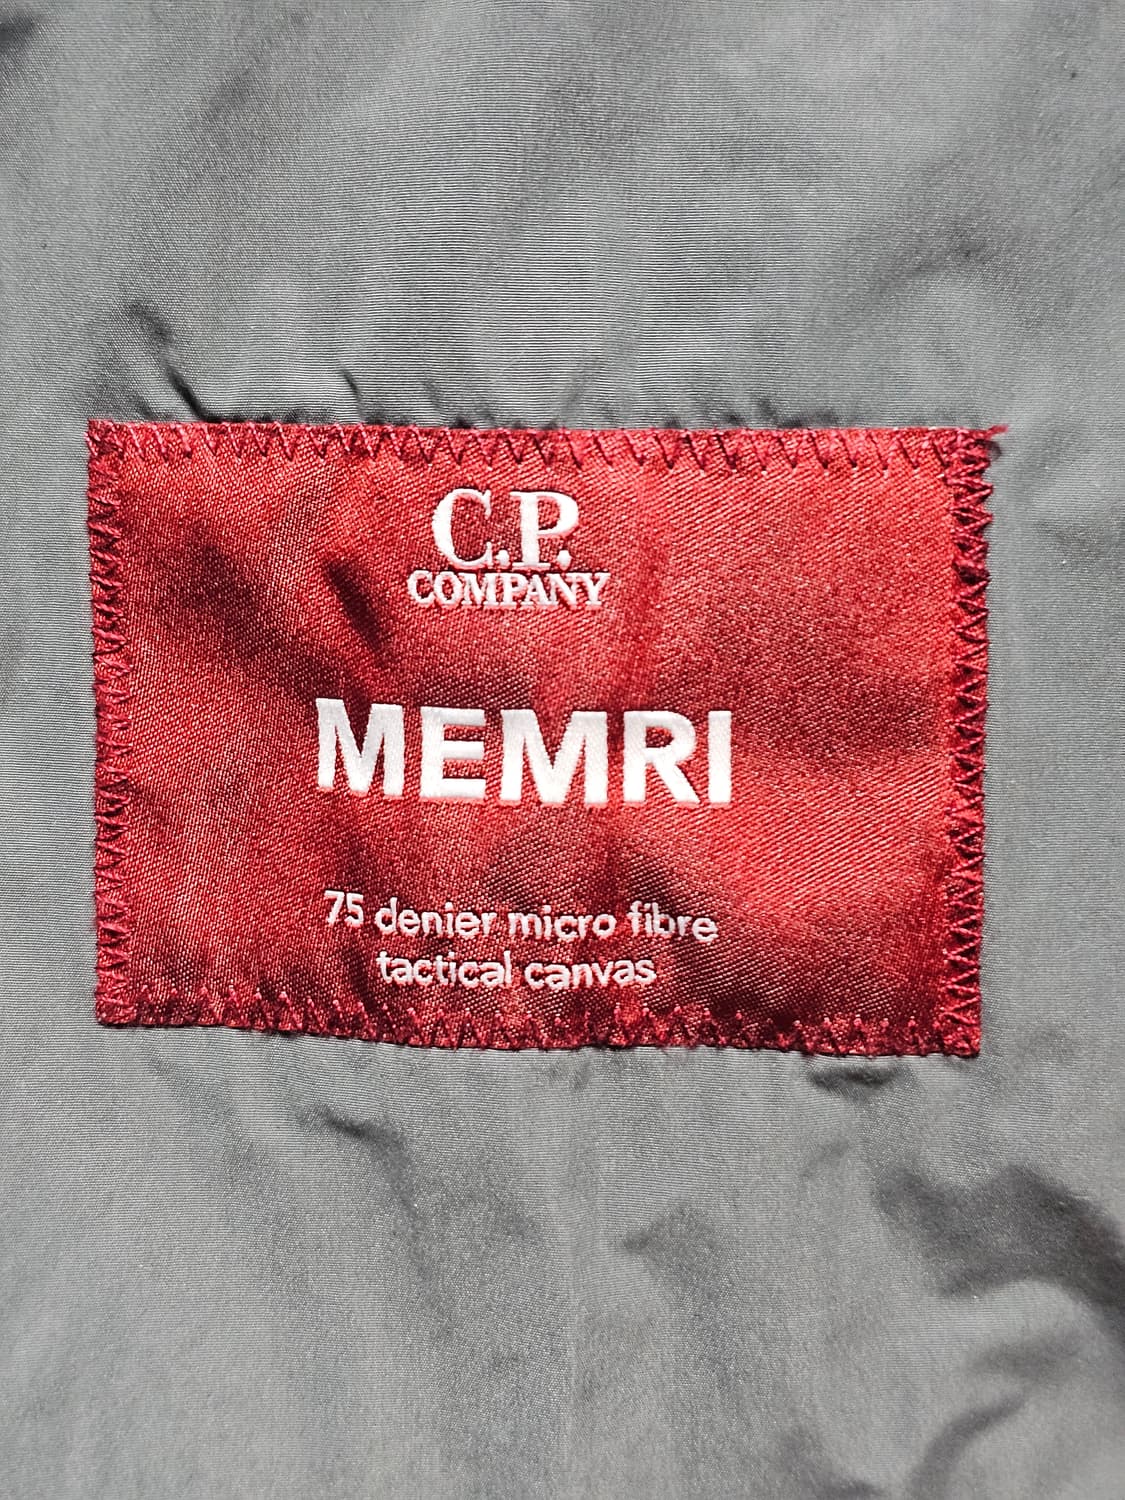 C.P.
COMPANY
MEMRI
75 denier micro fibre
tactical canvas